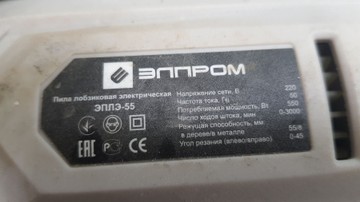 ЭЛПРОМ
Пила лобзиковая электрическая
ЭПЛЭ-55
Напряжение сети, В 220
Частота тока, Гц 50
Потребляемая мощность, Вт 550
Число ходов штока, мин 0-3000
Режущая способность, мм
в дереве/в металле 55/8
Угол резания (влево/вправо) 0-45
ЕАС